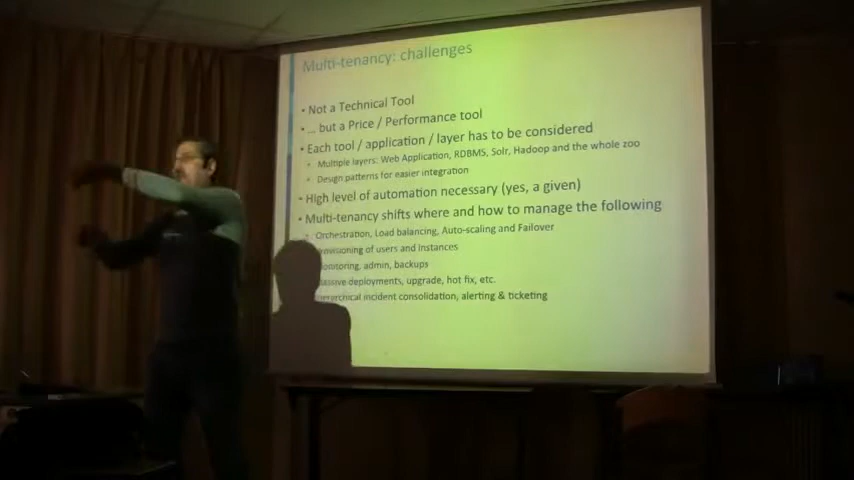 Multi-tenancy: challenges
• Not a Technical Tool
• ... but a Price / Performance tool
• Each tool / application / layer has to be considered
• Multiple layers: Web Application, RDBMS, Solr, Hadoop and the whole zoo
• Design patterns for easier integration
• High level of automation necessary (yes, a given)
• Multi-tenancy shifts where and how to manage the following
• Orchestration, Load balancing, Auto-scaling and Failover
of users and instances
admin, backups
deployments, upgrade, hot fix, etc.
incident consolidation, alerting & ticketing